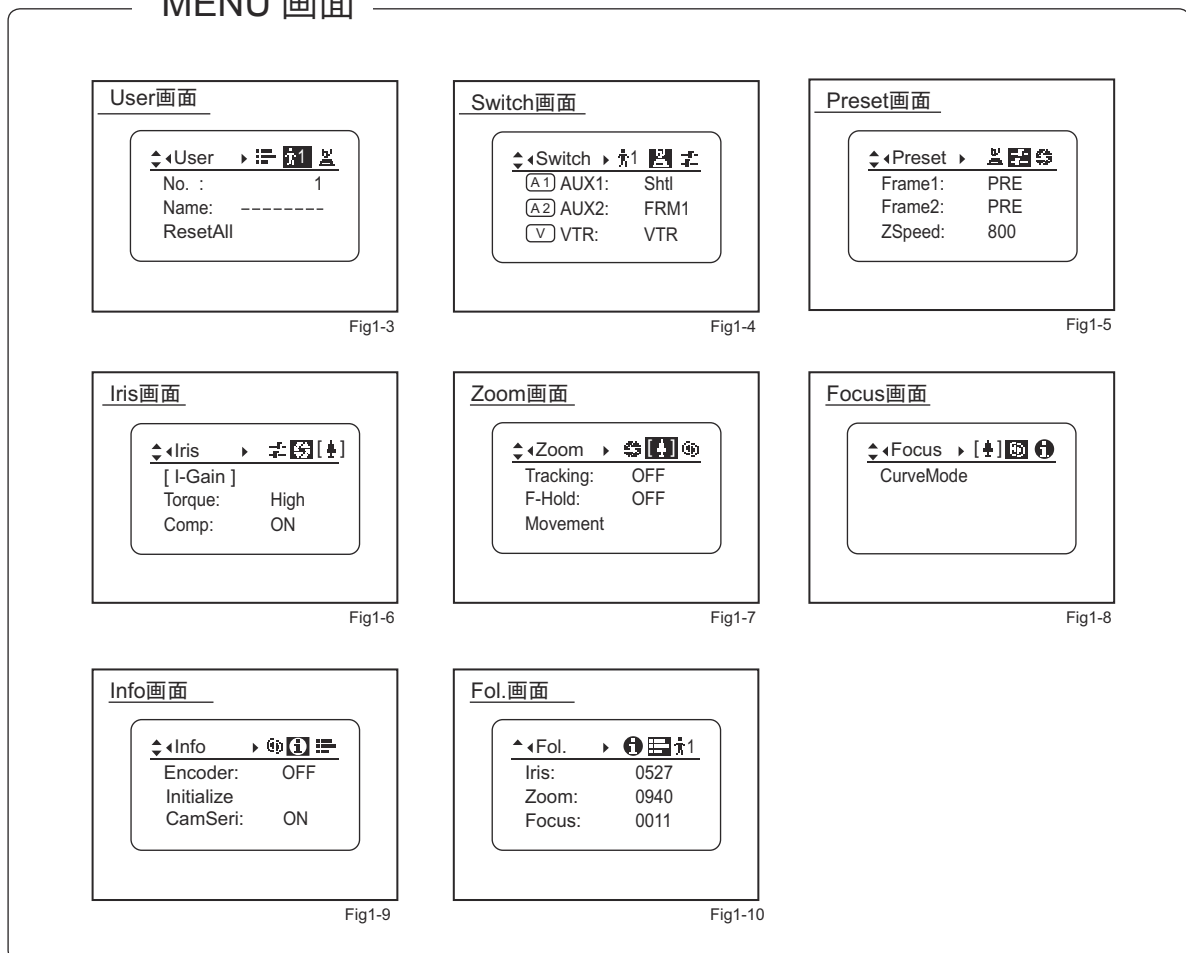 MENU 画面
User画面
User 1
No. : 1
Name: --------
ResetAll
Fig1-3
Switch画面
Switch 1
A1 AUX1: Shtl
A2 AUX2: FRM1
V VTR: VTR
Fig1-4
Preset画面
Preset
Frame1: PRE
Frame2: PRE
ZSpeed: 800
Fig1-5
Iris画面
Iris [ ]
[ I-Gain ]
Torque: High
Comp: ON
Fig1-6
Zoom画面
Zoom [ ]
Tracking: OFF
F-Hold: OFF
Movement
Fig1-7
Focus画面
Focus [ ]
CurveMode
Fig1-8
Info画面
Info
Encoder: OFF
Initialize
CamSeri: ON
Fig1-9
Fol.画面
Fol. 1
Iris: 0527
Zoom: 0940
Focus: 0011
Fig1-10